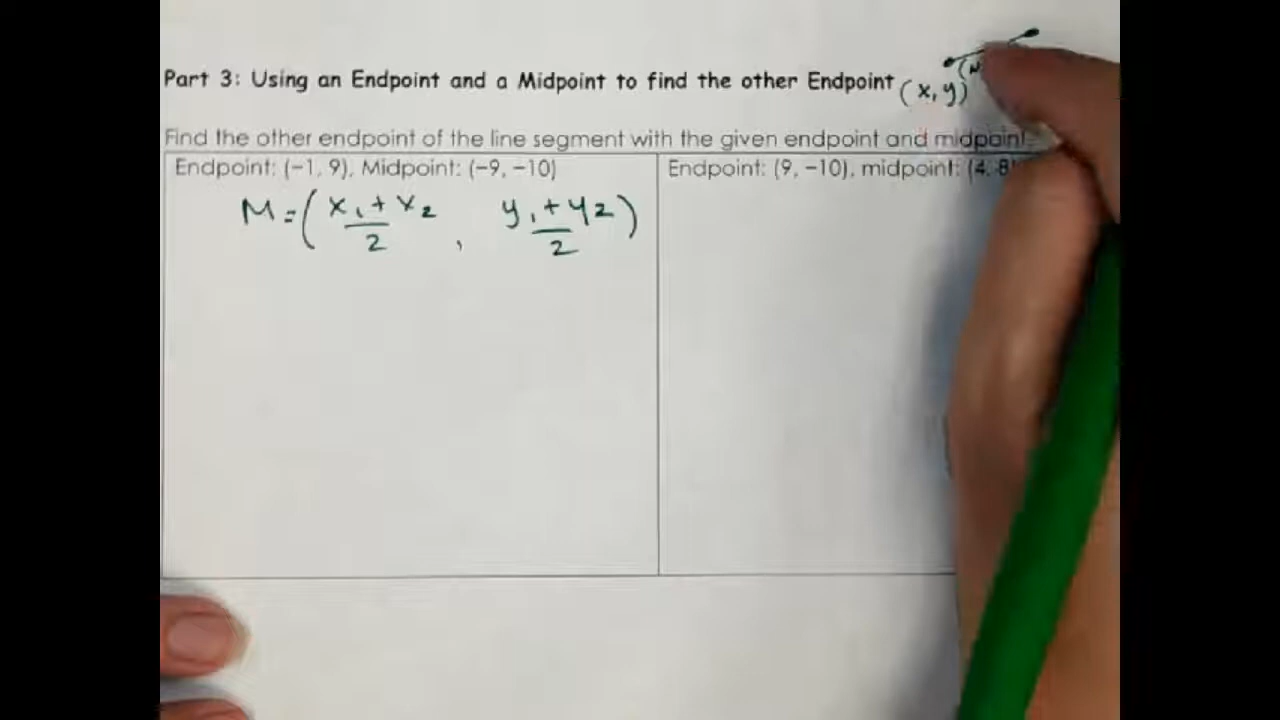 Part 3: Using an Endpoint and a Midpoint to find the other Endpoint (x, y)
Find the other endpoint of the line segment with the given endpoint and midpoint.
Endpoint: (−1, 9), Midpoint: (−9, −10)
M = ( x₁ + x₂ / 2 , y₁ + y₂ / 2 )
Endpoint: (9, −10), midpoint: (4, 8